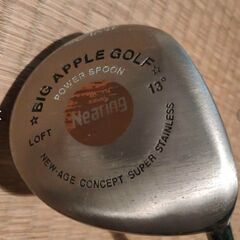 ☆BIG APPLE GOLF☆
POWER SPOON
13°
Nearing
LOFT
NEW-AGE CONCEPT SUPER STAINLESS